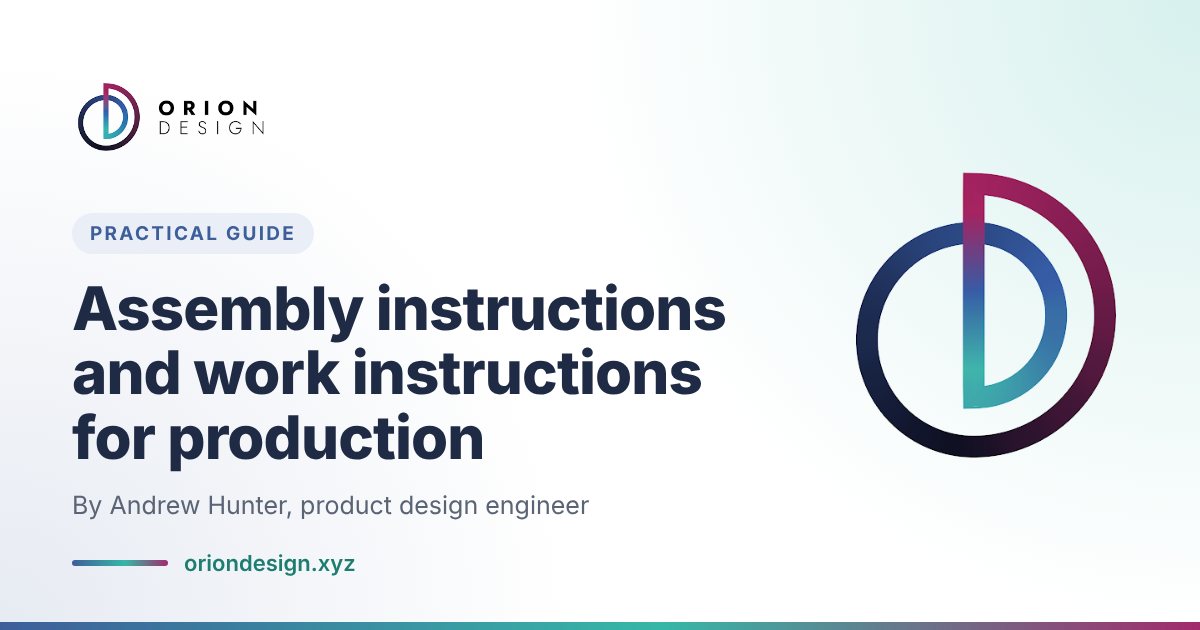 ORION
DESIGN
PRACTICAL GUIDE
Assembly instructions
and work instructions
for production
By Andrew Hunter, product design engineer
oriondesign.xyz